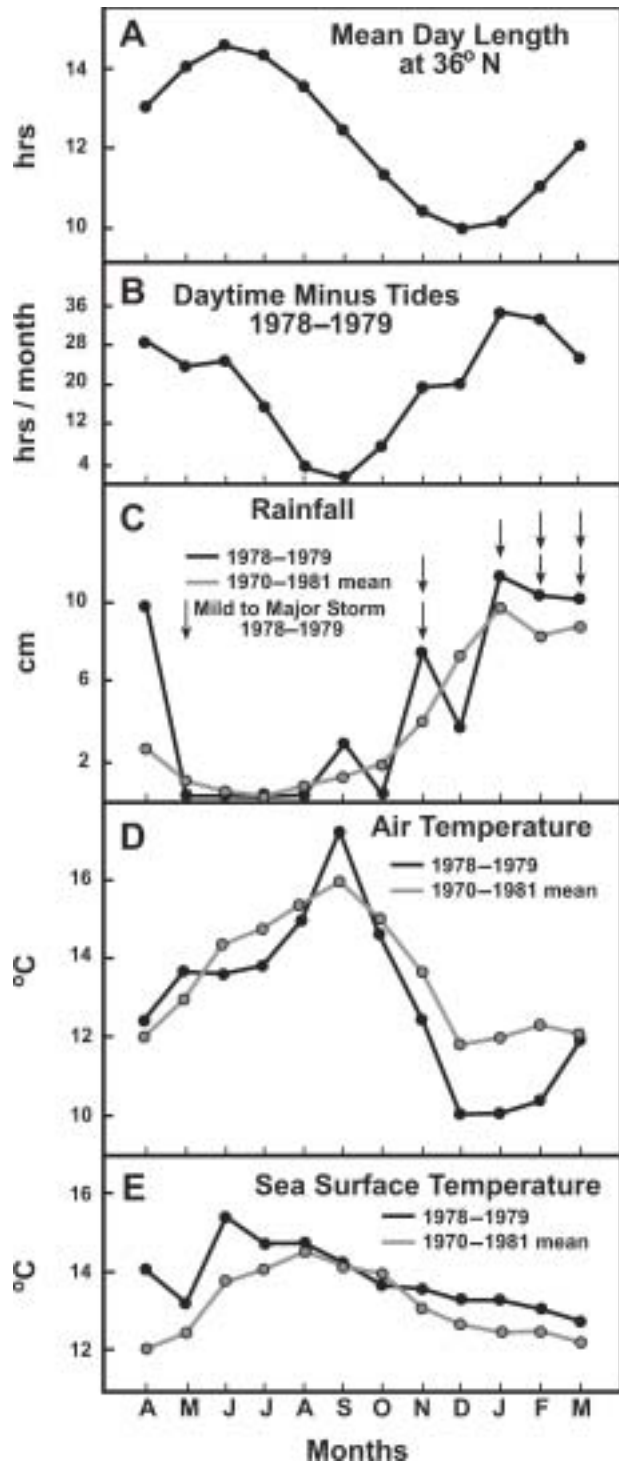 A
Mean Day Length
at 36° N
14
12
10
hrs
B
Daytime Minus Tides
1978–1979
36
28
20
12
4
hrs / month
C
Rainfall
1978–1979
1970–1981 mean
Mild to Major Storm
1978–1979
10
6
2
cm
D
Air Temperature
1978–1979
1970–1981 mean
16
14
12
10
°C
E
Sea Surface Temperature
1978–1979
1970–1981 mean
16
14
12
°C
A M J J A S O N D J F M
Months